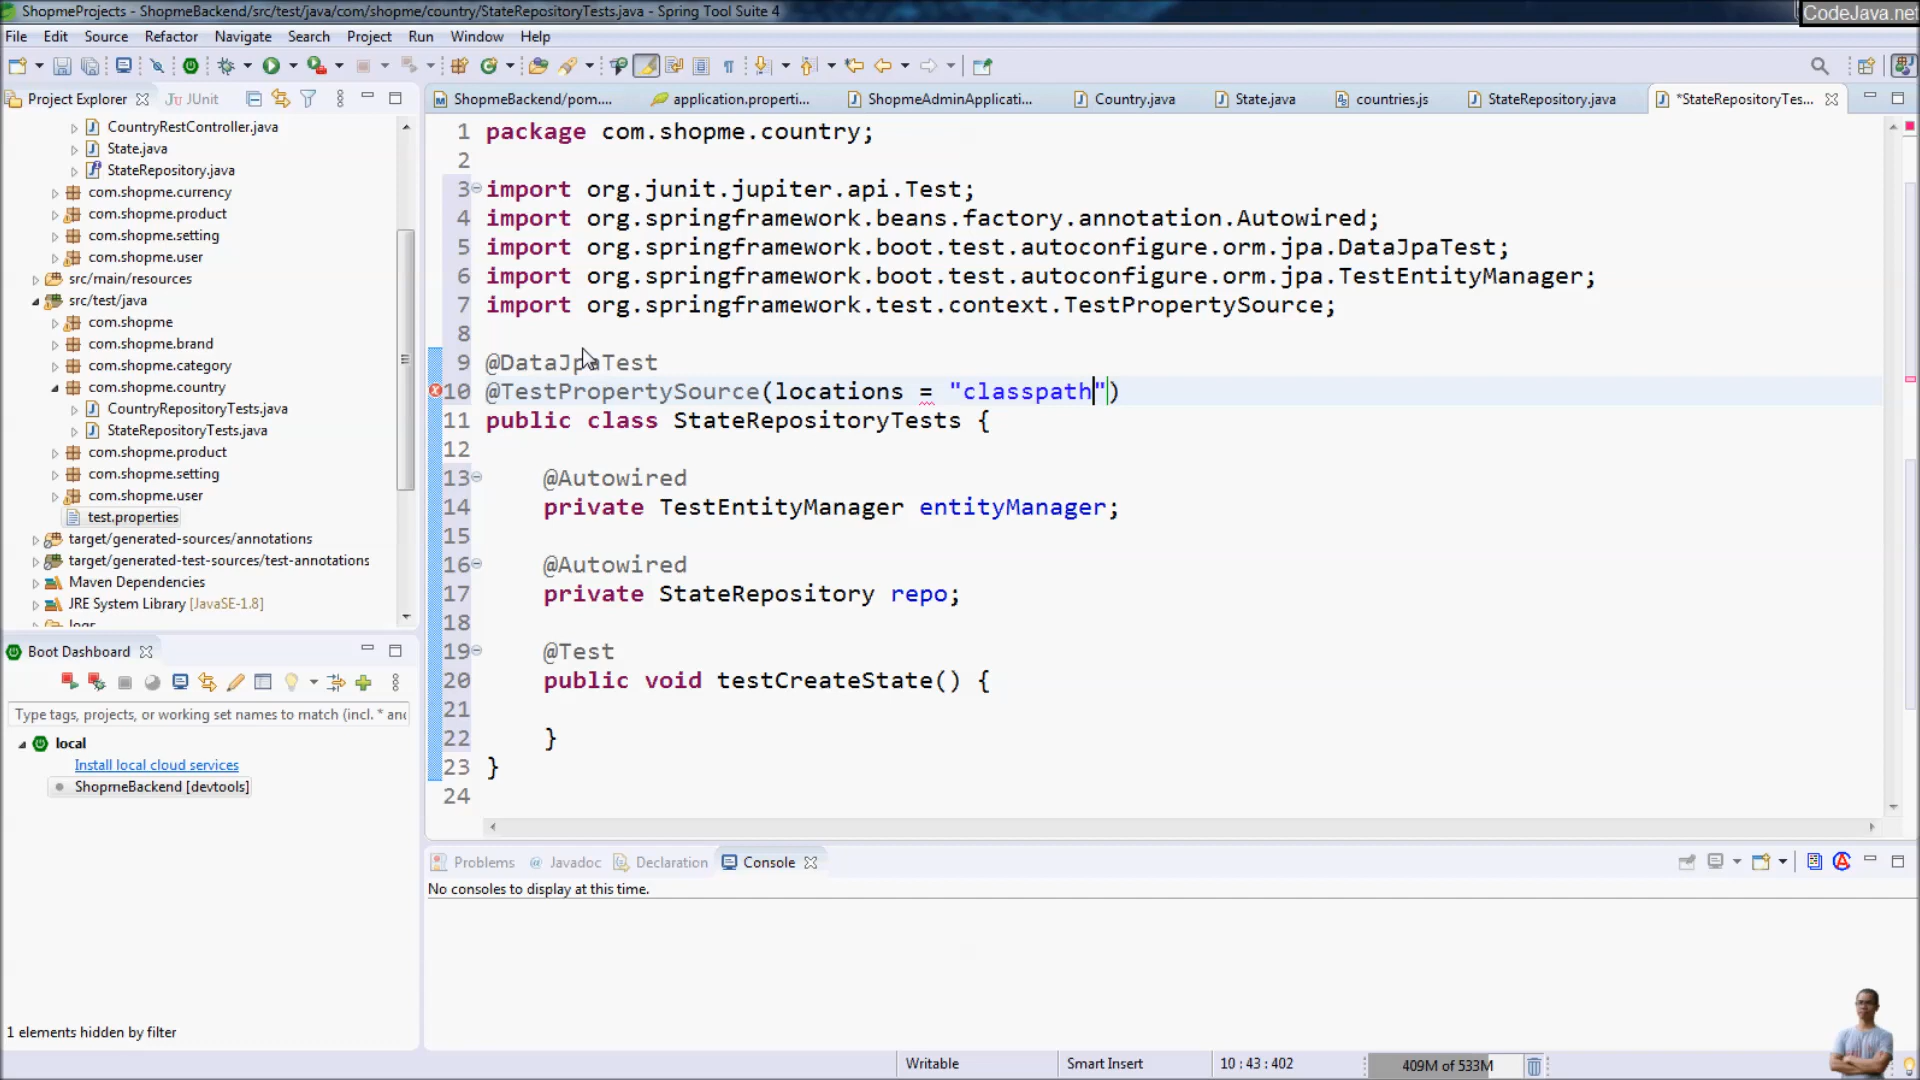 ShopmeProjects - ShopmeBackend/src/test/java/com/shopme/country/StateRepositoryTests.java - Spring Tool Suite 4
CodeJava.net
File Edit Source Refactor Navigate Search Project Run Window Help
Project Explorer JUnit
CountryRestController.java
State.java
StateRepository.java
com.shopme.currency
com.shopme.product
com.shopme.setting
com.shopme.user
src/main/resources
src/test/java
com.shopme
com.shopme.brand
com.shopme.category
com.shopme.country
CountryRepositoryTests.java
StateRepositoryTests.java
com.shopme.product
com.shopme.setting
com.shopme.user
test.properties
target/generated-sources/annotations
target/generated-test-sources/test-annotations
Maven Dependencies
JRE System Library [JavaSE-1.8]
Boot Dashboard
Type tags, projects, or working set names to match (incl. * and
local
Install local cloud services
ShopmeBackend [devtools]
1 elements hidden by filter
ShopmeBackend/pom.... application.properti... ShopmeAdminApplicati... Country.java State.java countries.js StateRepository.java *StateRepositoryTes...
1 package com.shopme.country;
2
3 import org.junit.jupiter.api.Test;
4 import org.springframework.beans.factory.annotation.Autowired;
5 import org.springframework.boot.test.autoconfigure.orm.jpa.DataJpaTest;
6 import org.springframework.boot.test.autoconfigure.orm.jpa.TestEntityManager;
7 import org.springframework.test.context.TestPropertySource;
8
9 @DataJpaTest
10 @TestPropertySource(locations = "classpath")
11 public class StateRepositoryTests {
12
13 @Autowired
14 private TestEntityManager entityManager;
15
16 @Autowired
17 private StateRepository repo;
18
19 @Test
20 public void testCreateState() {
21
22 }
23 }
24
Problems @ Javadoc Declaration Console
No consoles to display at this time.
Writable Smart Insert 10 : 43 : 402 409M of 533M